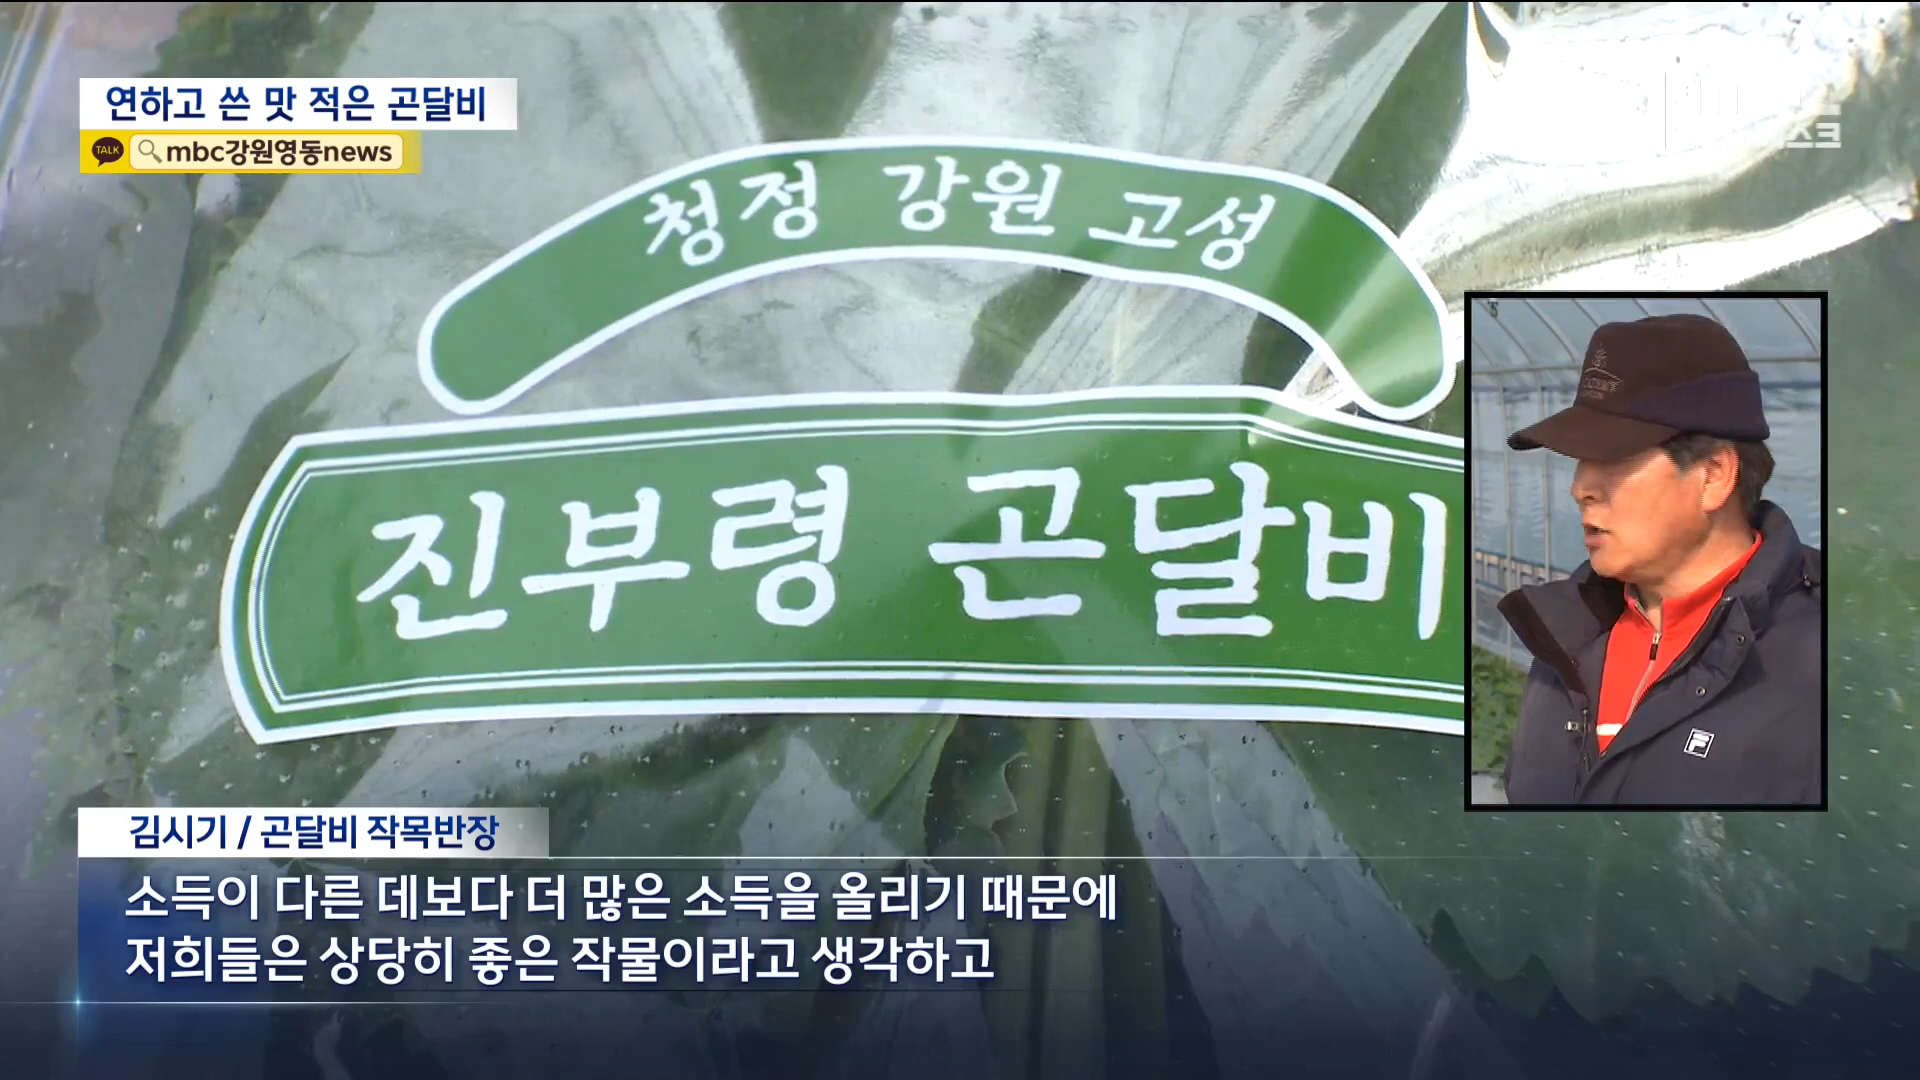 연하고 쓴 맛 적은 곤달비
TALK mbc강원영동news
스크
청정 강원 고성
진부령 곤달비
김시기 / 곤달비 작목반장
소득이 다른 데보다 더 많은 소득을 올리기 때문에
저희들은 상당히 좋은 작물이라고 생각하고